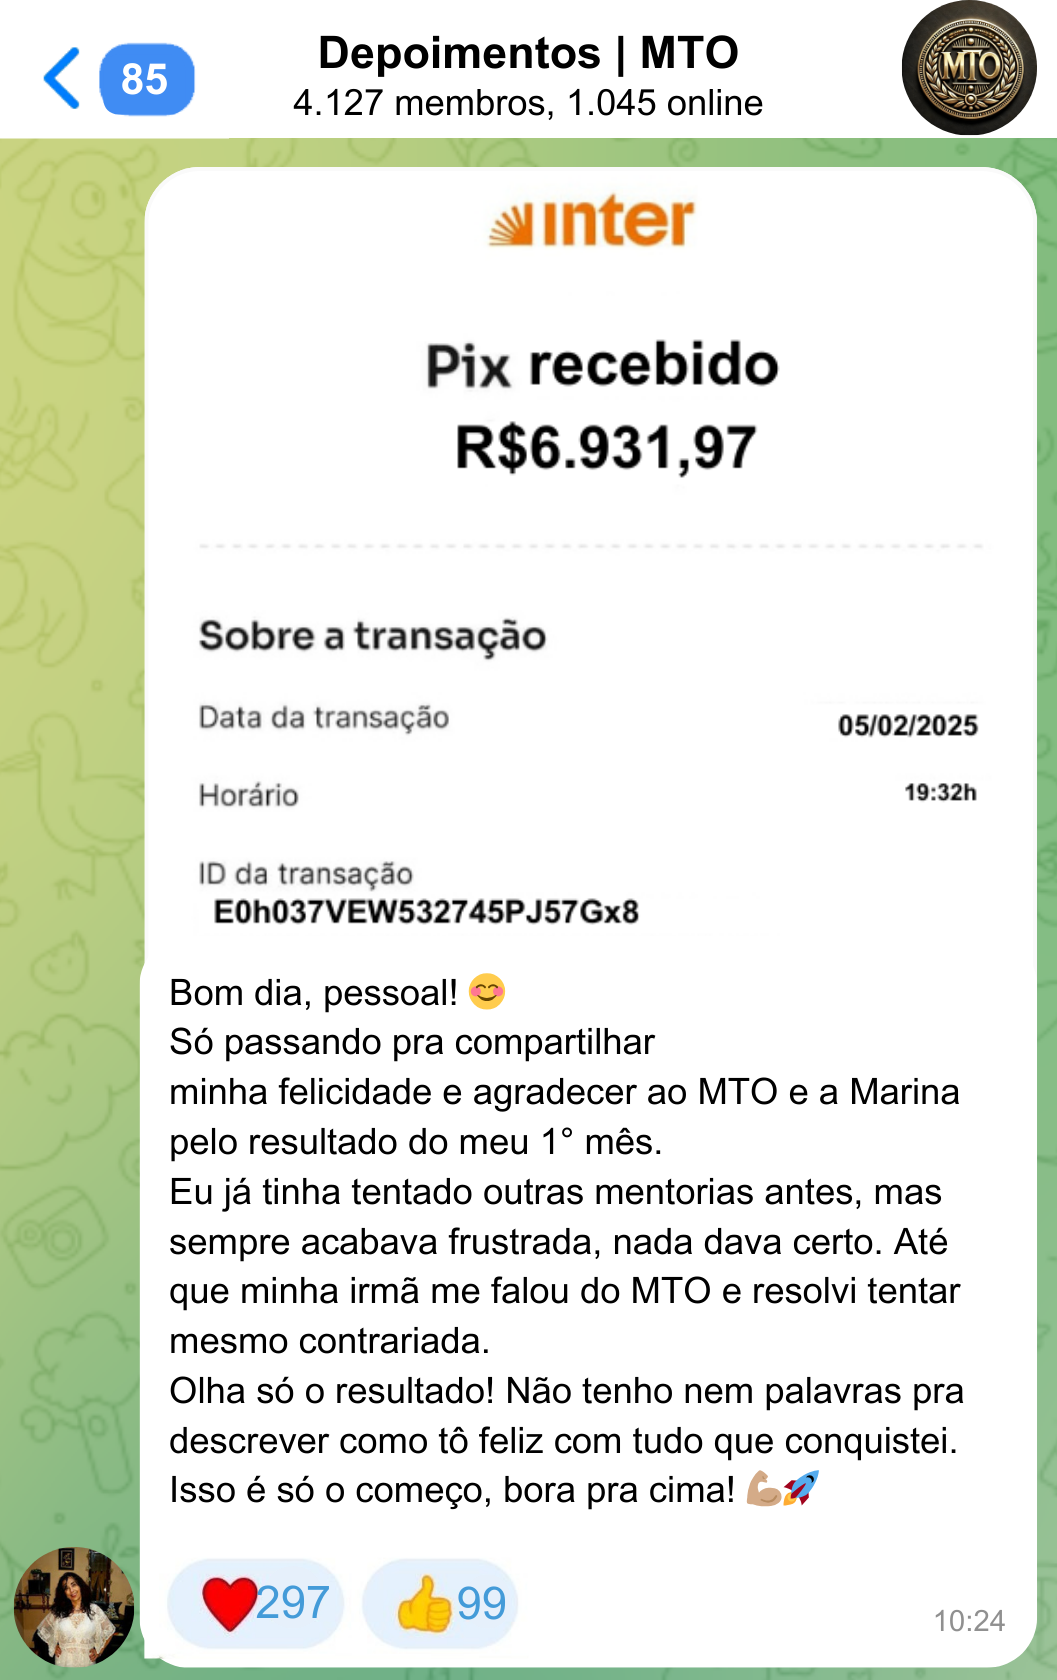 85
Depoimentos | MTO
4.127 membros, 1.045 online
MTO
inter
Pix recebido
R$6.931,97
Sobre a transação
Data da transação
05/02/2025
Horário
19:32h
ID da transação
E0h037VEW532745PJ57Gx8
Bom dia, pessoal! 😊
Só passando pra compartilhar
minha felicidade e agradecer ao MTO e a Marina
pelo resultado do meu 1° mês.
Eu já tinha tentado outras mentorias antes, mas
sempre acabava frustrada, nada dava certo. Até
que minha irmã me falou do MTO e resolvi tentar
mesmo contrariada.
Olha só o resultado! Não tenho nem palavras pra
descrever como tô feliz com tudo que conquistei.
Isso é só o começo, bora pra cima! 💪🏽🚀
❤️297 👍99
10:24